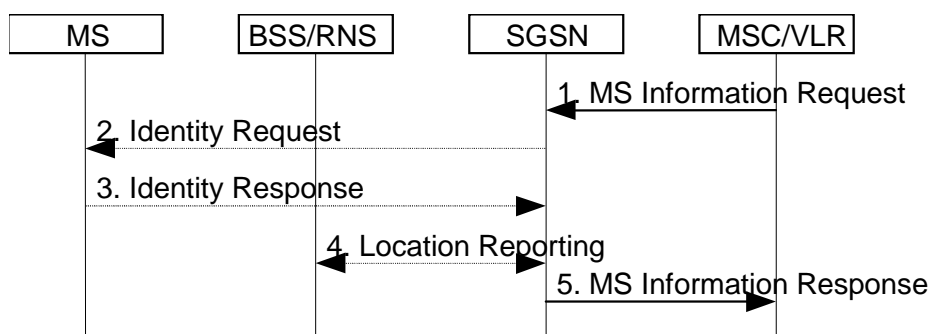 MS BSS/RNS SGSN MSC/VLR
1. MS Information Request
2. Identity Request
3. Identity Response
4. Location Reporting
5. MS Information Response